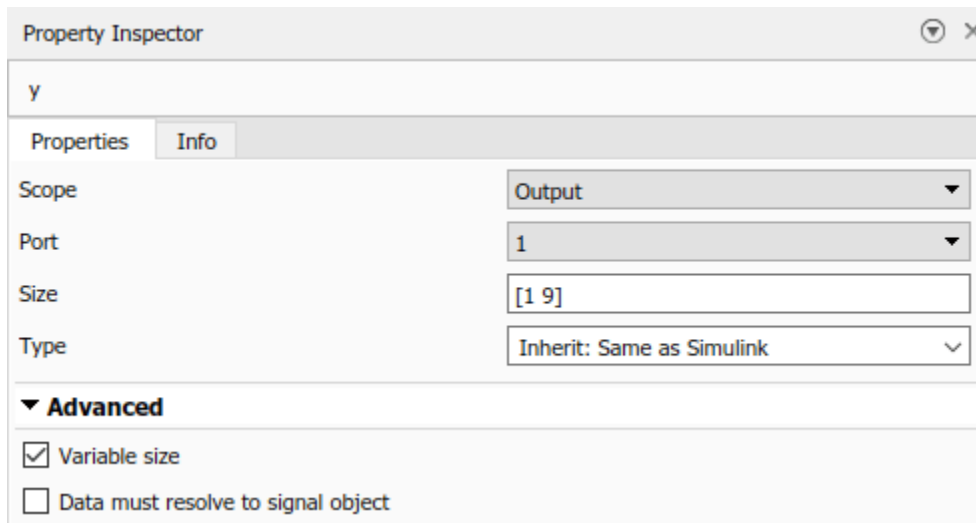 Property Inspector
y
Properties Info
Scope Output
Port 1
Size [1 9]
Type Inherit: Same as Simulink
Advanced
Variable size
Data must resolve to signal object